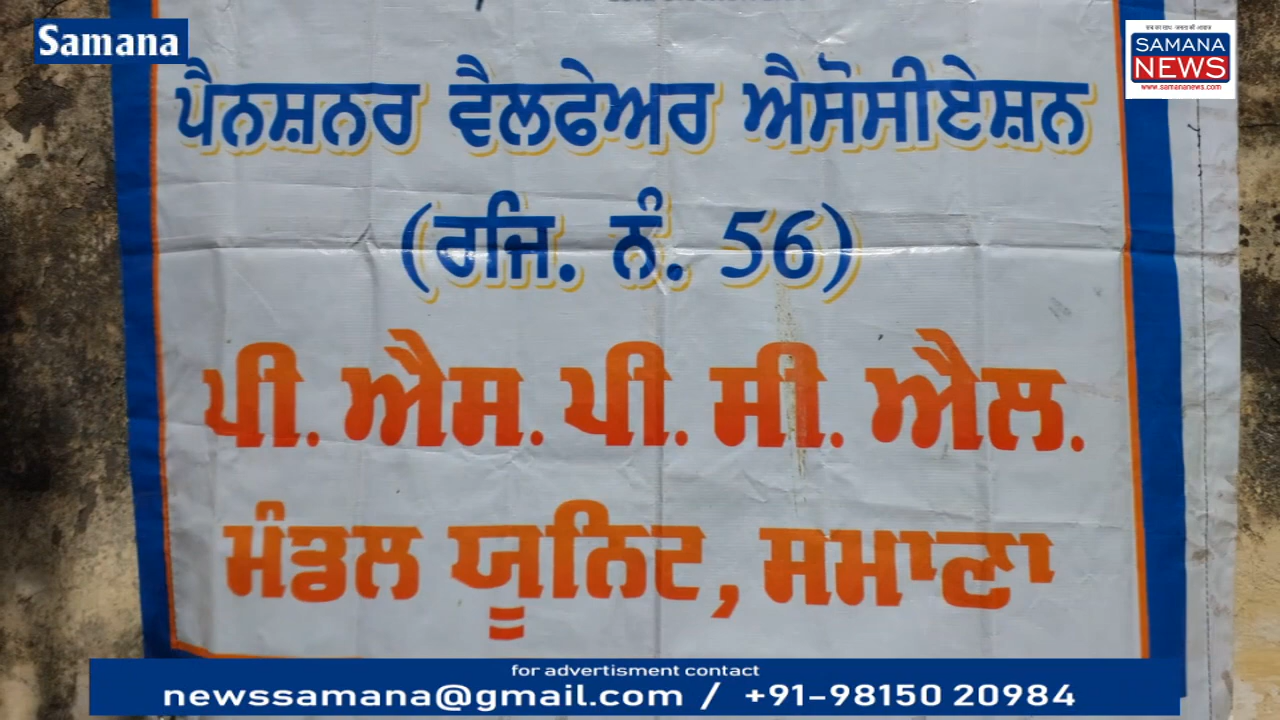 Samana
SAMANA
NEWS
www.samananews.com
ਪੈਨਸ਼ਨਰ ਵੈਲਫੇਅਰ ਐਸੋਸੀਏਸ਼ਨ
(ਰਜਿ. ਨੰ. 56)
ਪੀ. ਐਸ. ਪੀ. ਸੀ. ਐਲ.
ਮੰਡਲ ਯੂਨਿਟ, ਸਮਾਣਾ
for advertisment contact
newssamana@gmail.com / +91-98150 20984